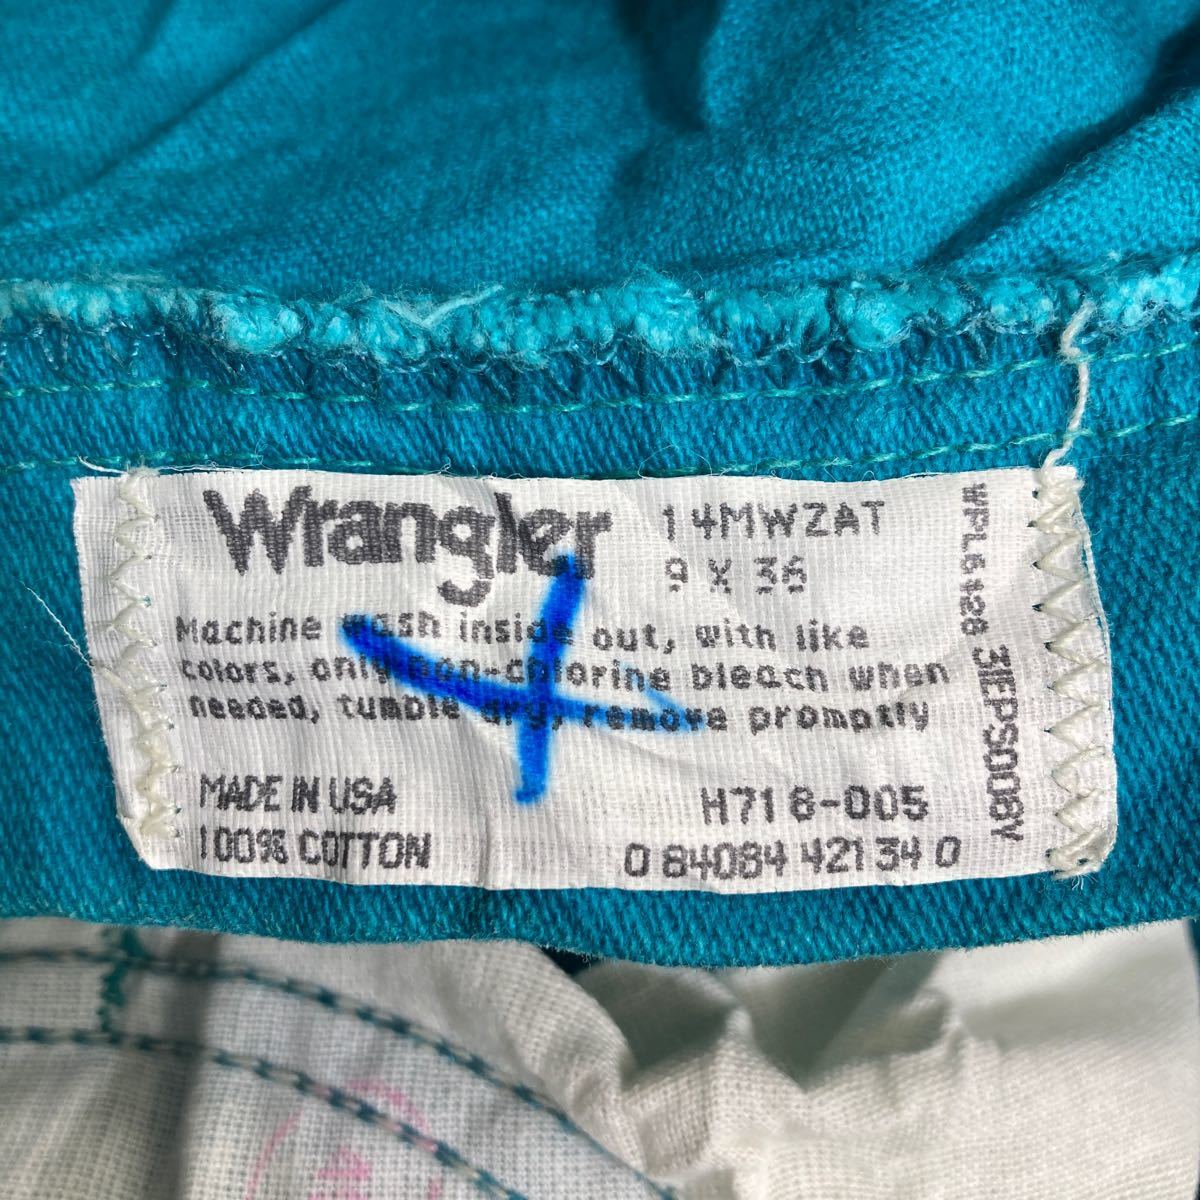 Wrangler
14MWZAT
9 X 36
Machine wash inside out, with like
colors, only non-chlorine bleach when
needed, tumble dry, remove promptly
MADE IN USA
100% COTTON
H718-005
0 84084 42134 0
WPL6128 31EPS006Y